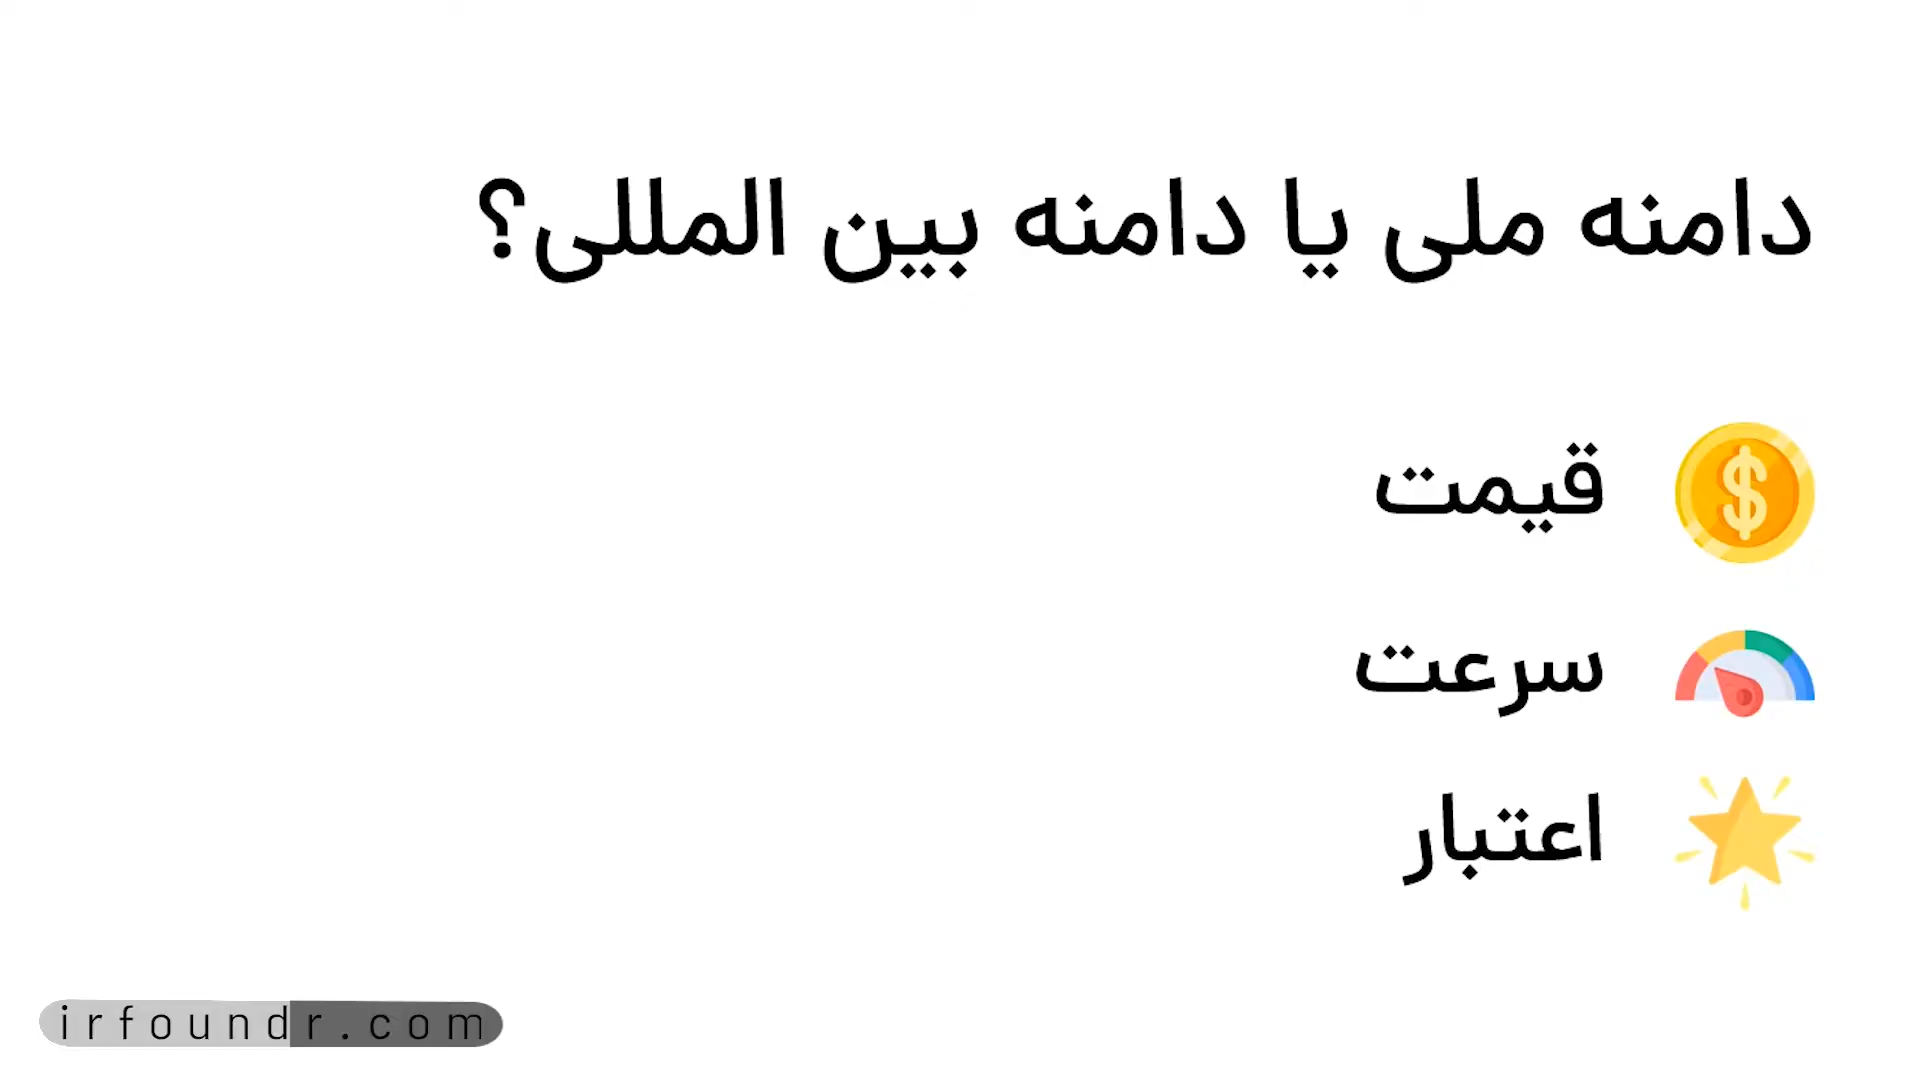 دامنه ملی یا دامنه بین المللی؟
قیمت
سرعت
اعتبار
irfoundr.com